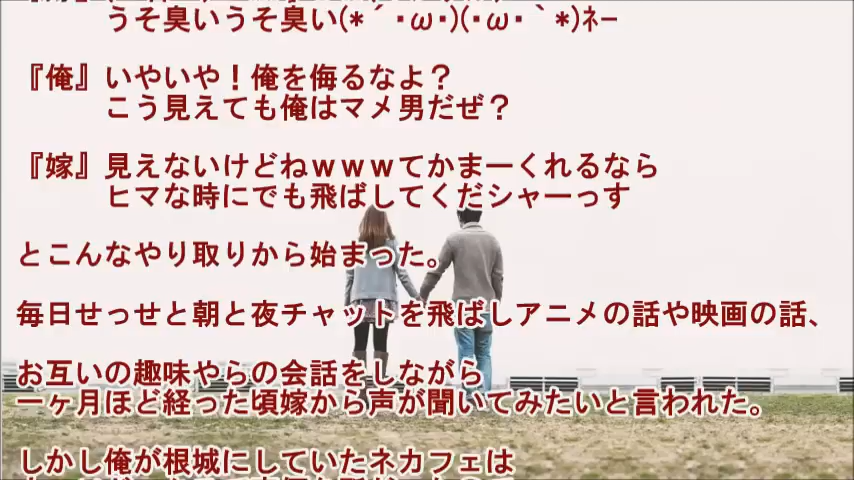 うそ臭いうそ臭い(*´・ω・)(・ω・｀*)ﾈｰ
『俺』いやいや！俺を侮るなよ？
こう見えても俺はマメ男だぜ？
『嫁』見えないけどねｗｗｗてかまーくれるなら
ヒマな時にでも飛ばしてくだシャーっす
とこんなやり取りから始まった。
毎日せっせと朝と夜チャットを飛ばしアニメの話や映画の話、
お互いの趣味やらの会話をしながら
一ヶ月ほど経った頃嫁から声が聞いてみたいと言われた。
しかし俺が根城にしていたネカフェは